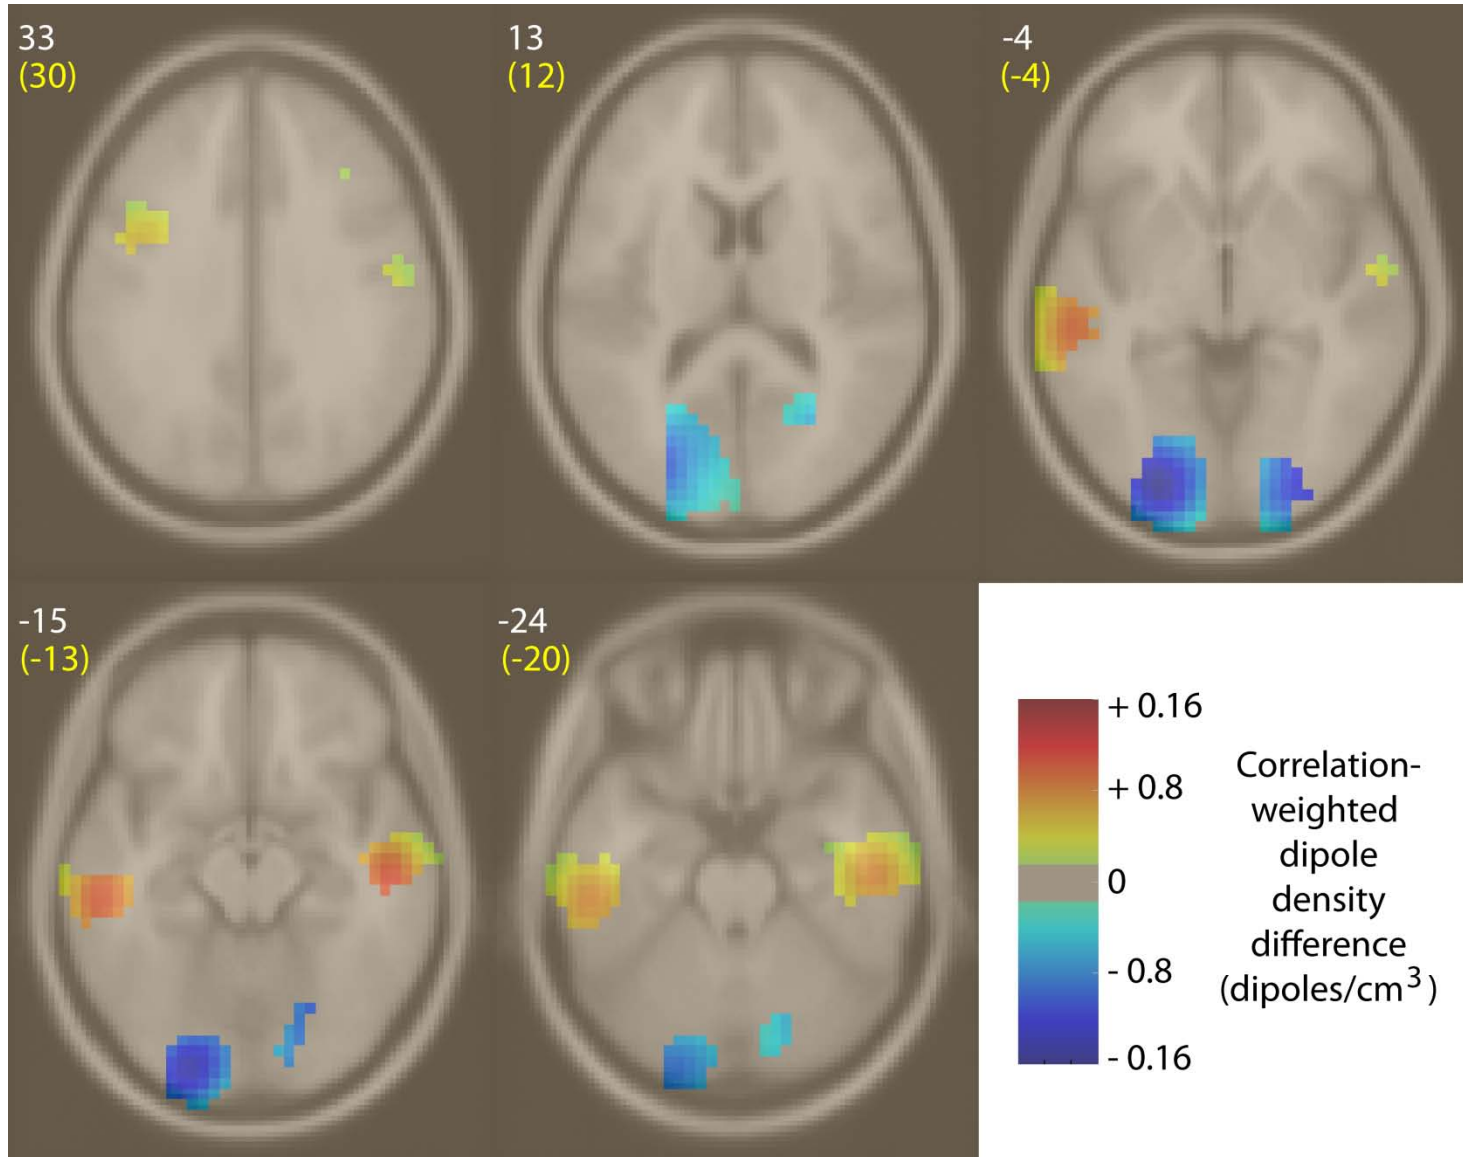 33
(30)
13
(12)
-4
(-4)
-15
(-13)
-24
(-20)
+ 0.16
+ 0.8
0
- 0.8
- 0.16
Correlation-
weighted
dipole
density
difference
(dipoles/cm³)